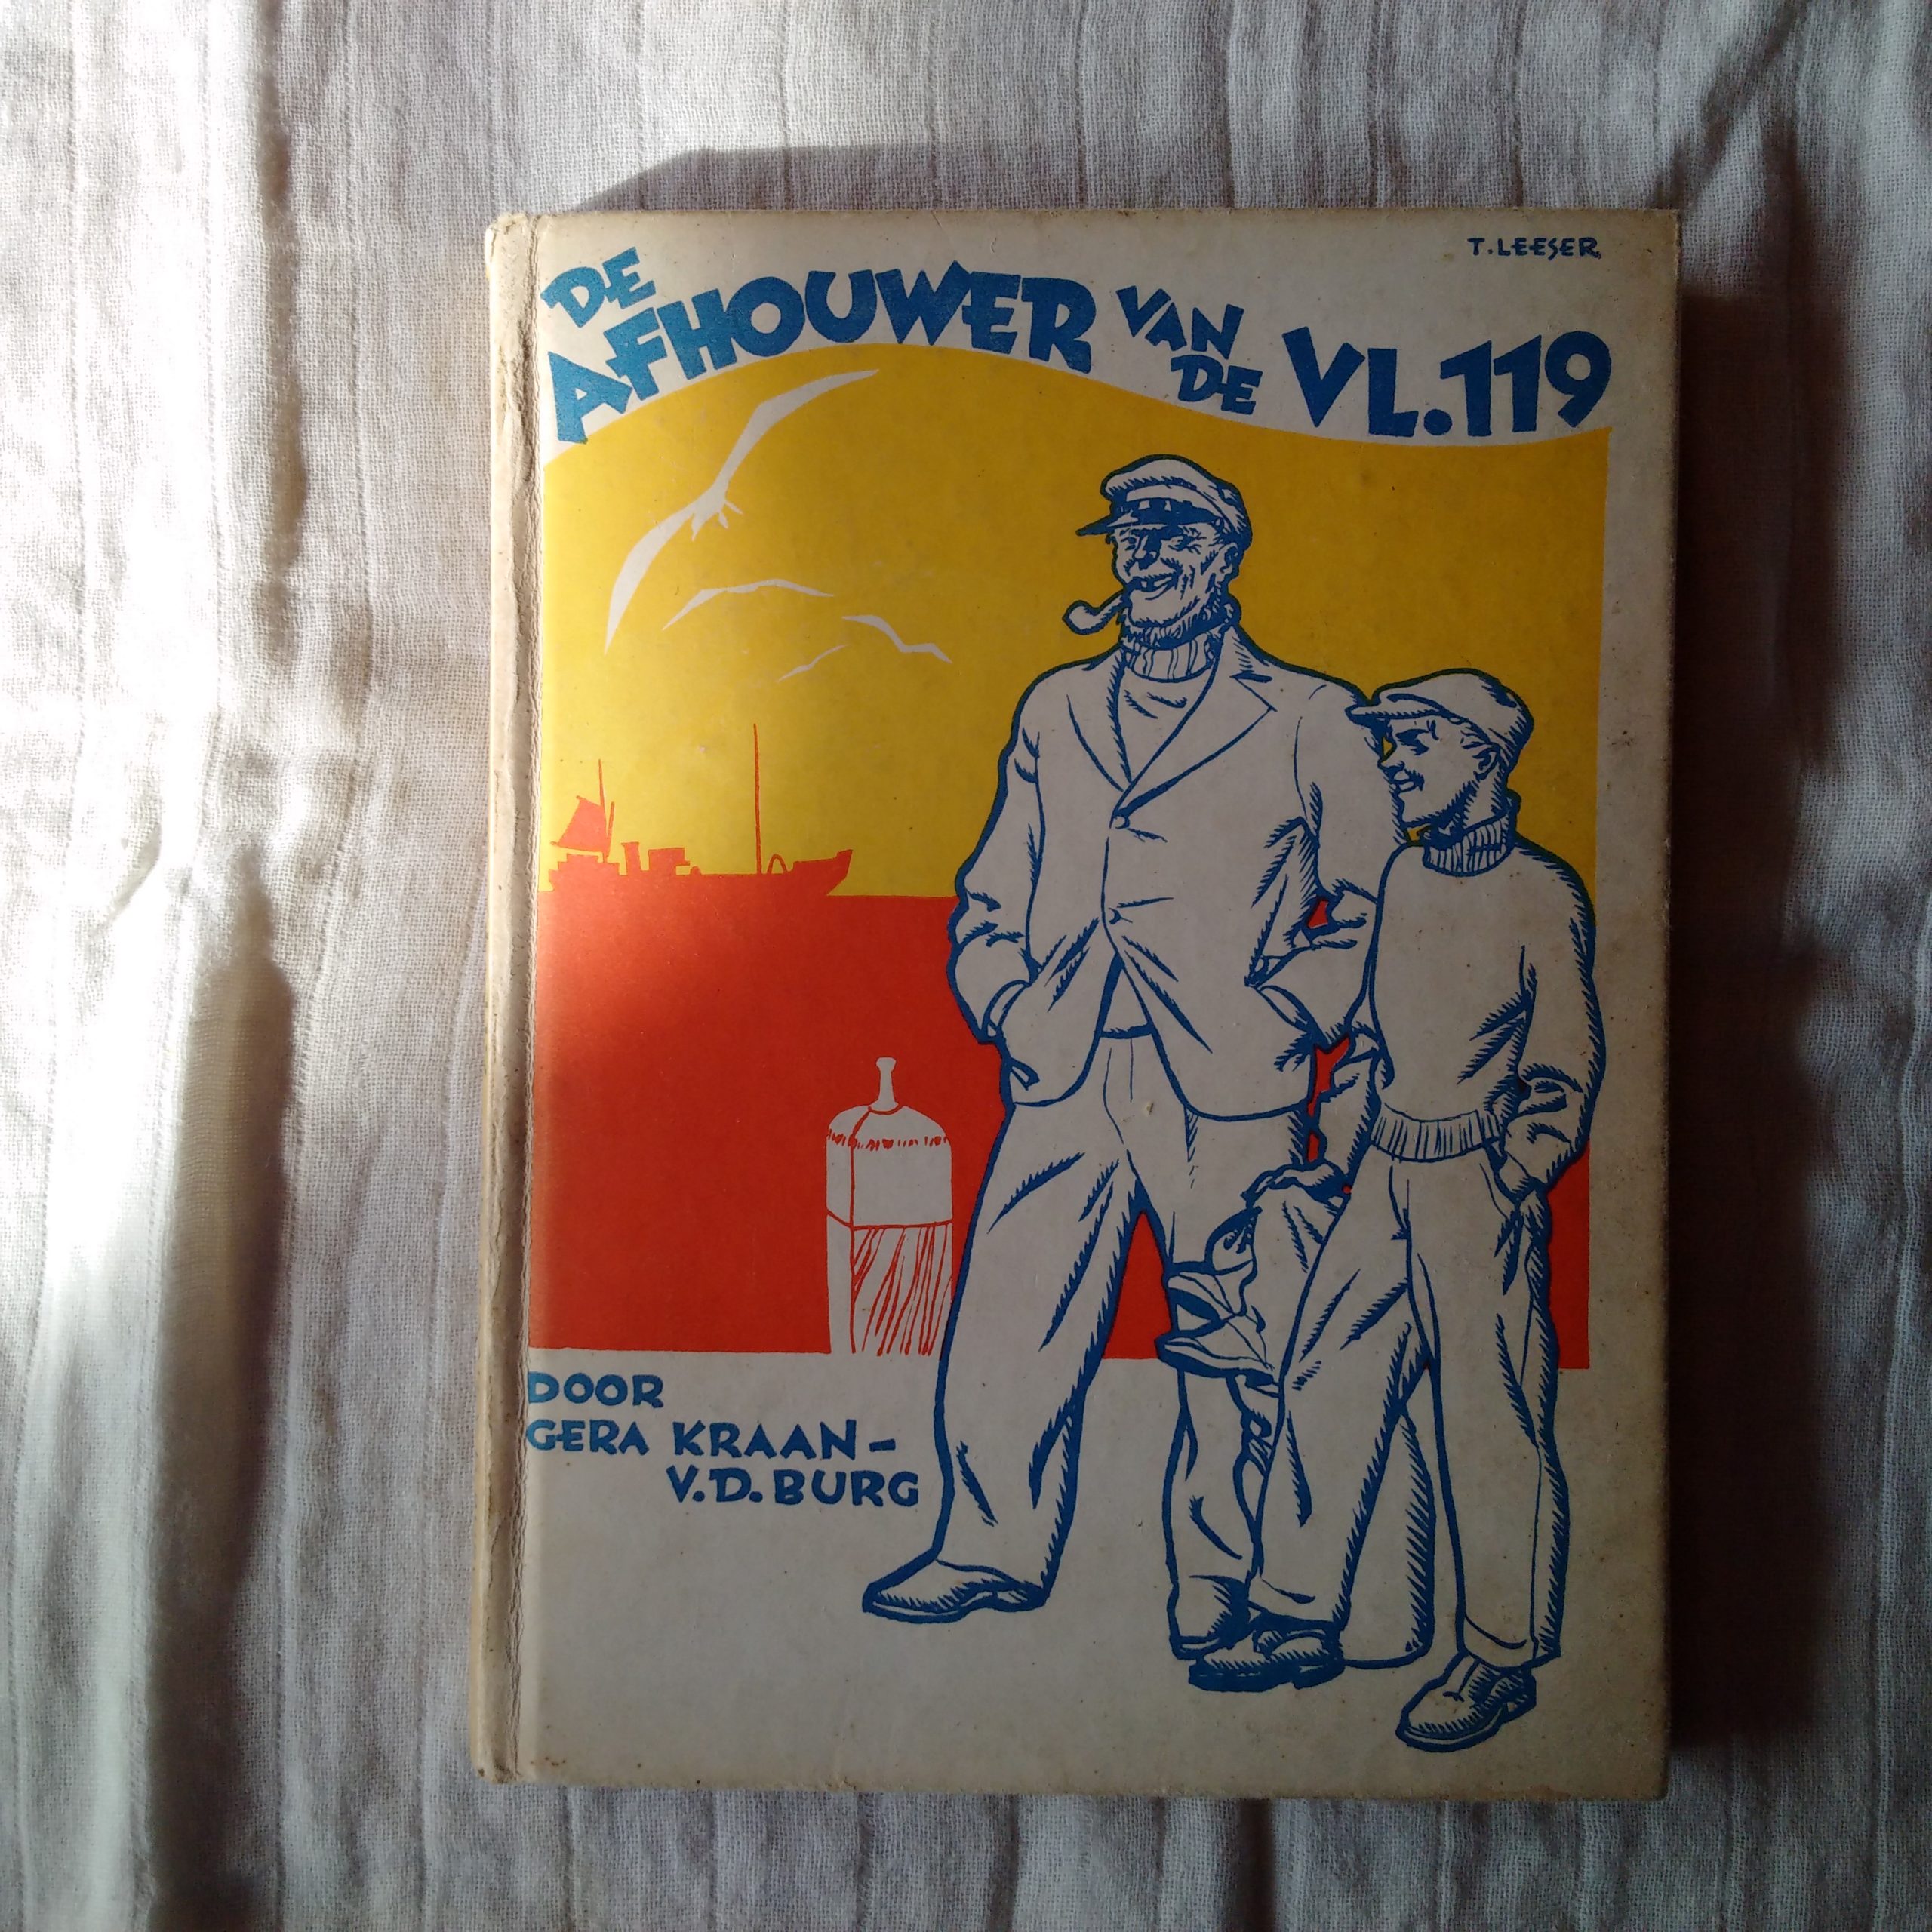 T. LEESER
DE
AFHOUWER VAN
DE VL.119
DOOR
GERA KRAAN-
V.D. BURG